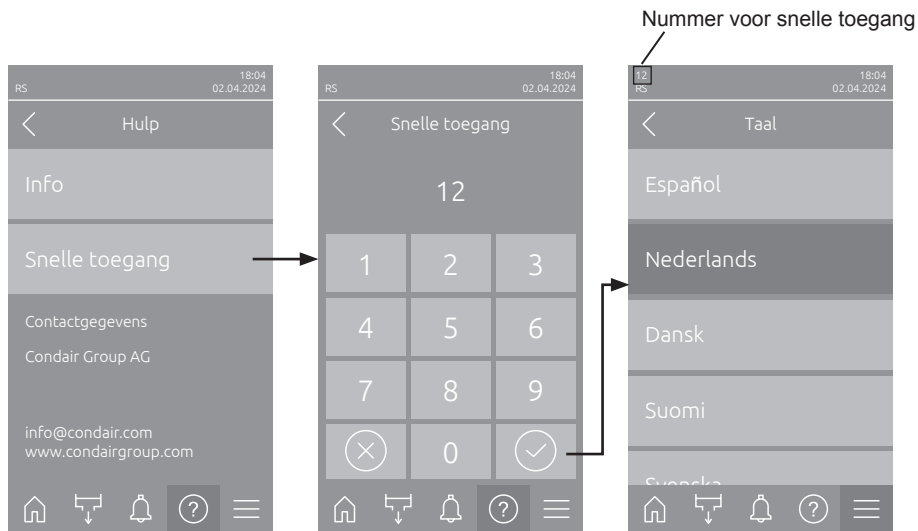 Nummer voor snelle toegang
18:04
RS
02.04.2024
Hulp
Info
Snelle toegang
Contactgegevens
Condair Group AG
info@condair.com
www.condairgroup.com
?
18:04
RS
02.04.2024
Snelle toegang
12
1 2 3
4 5 6
7 8 9
0
?
12
18:04
RS
02.04.2024
Taal
Español
Nederlands
Dansk
Suomi
Svenska
?